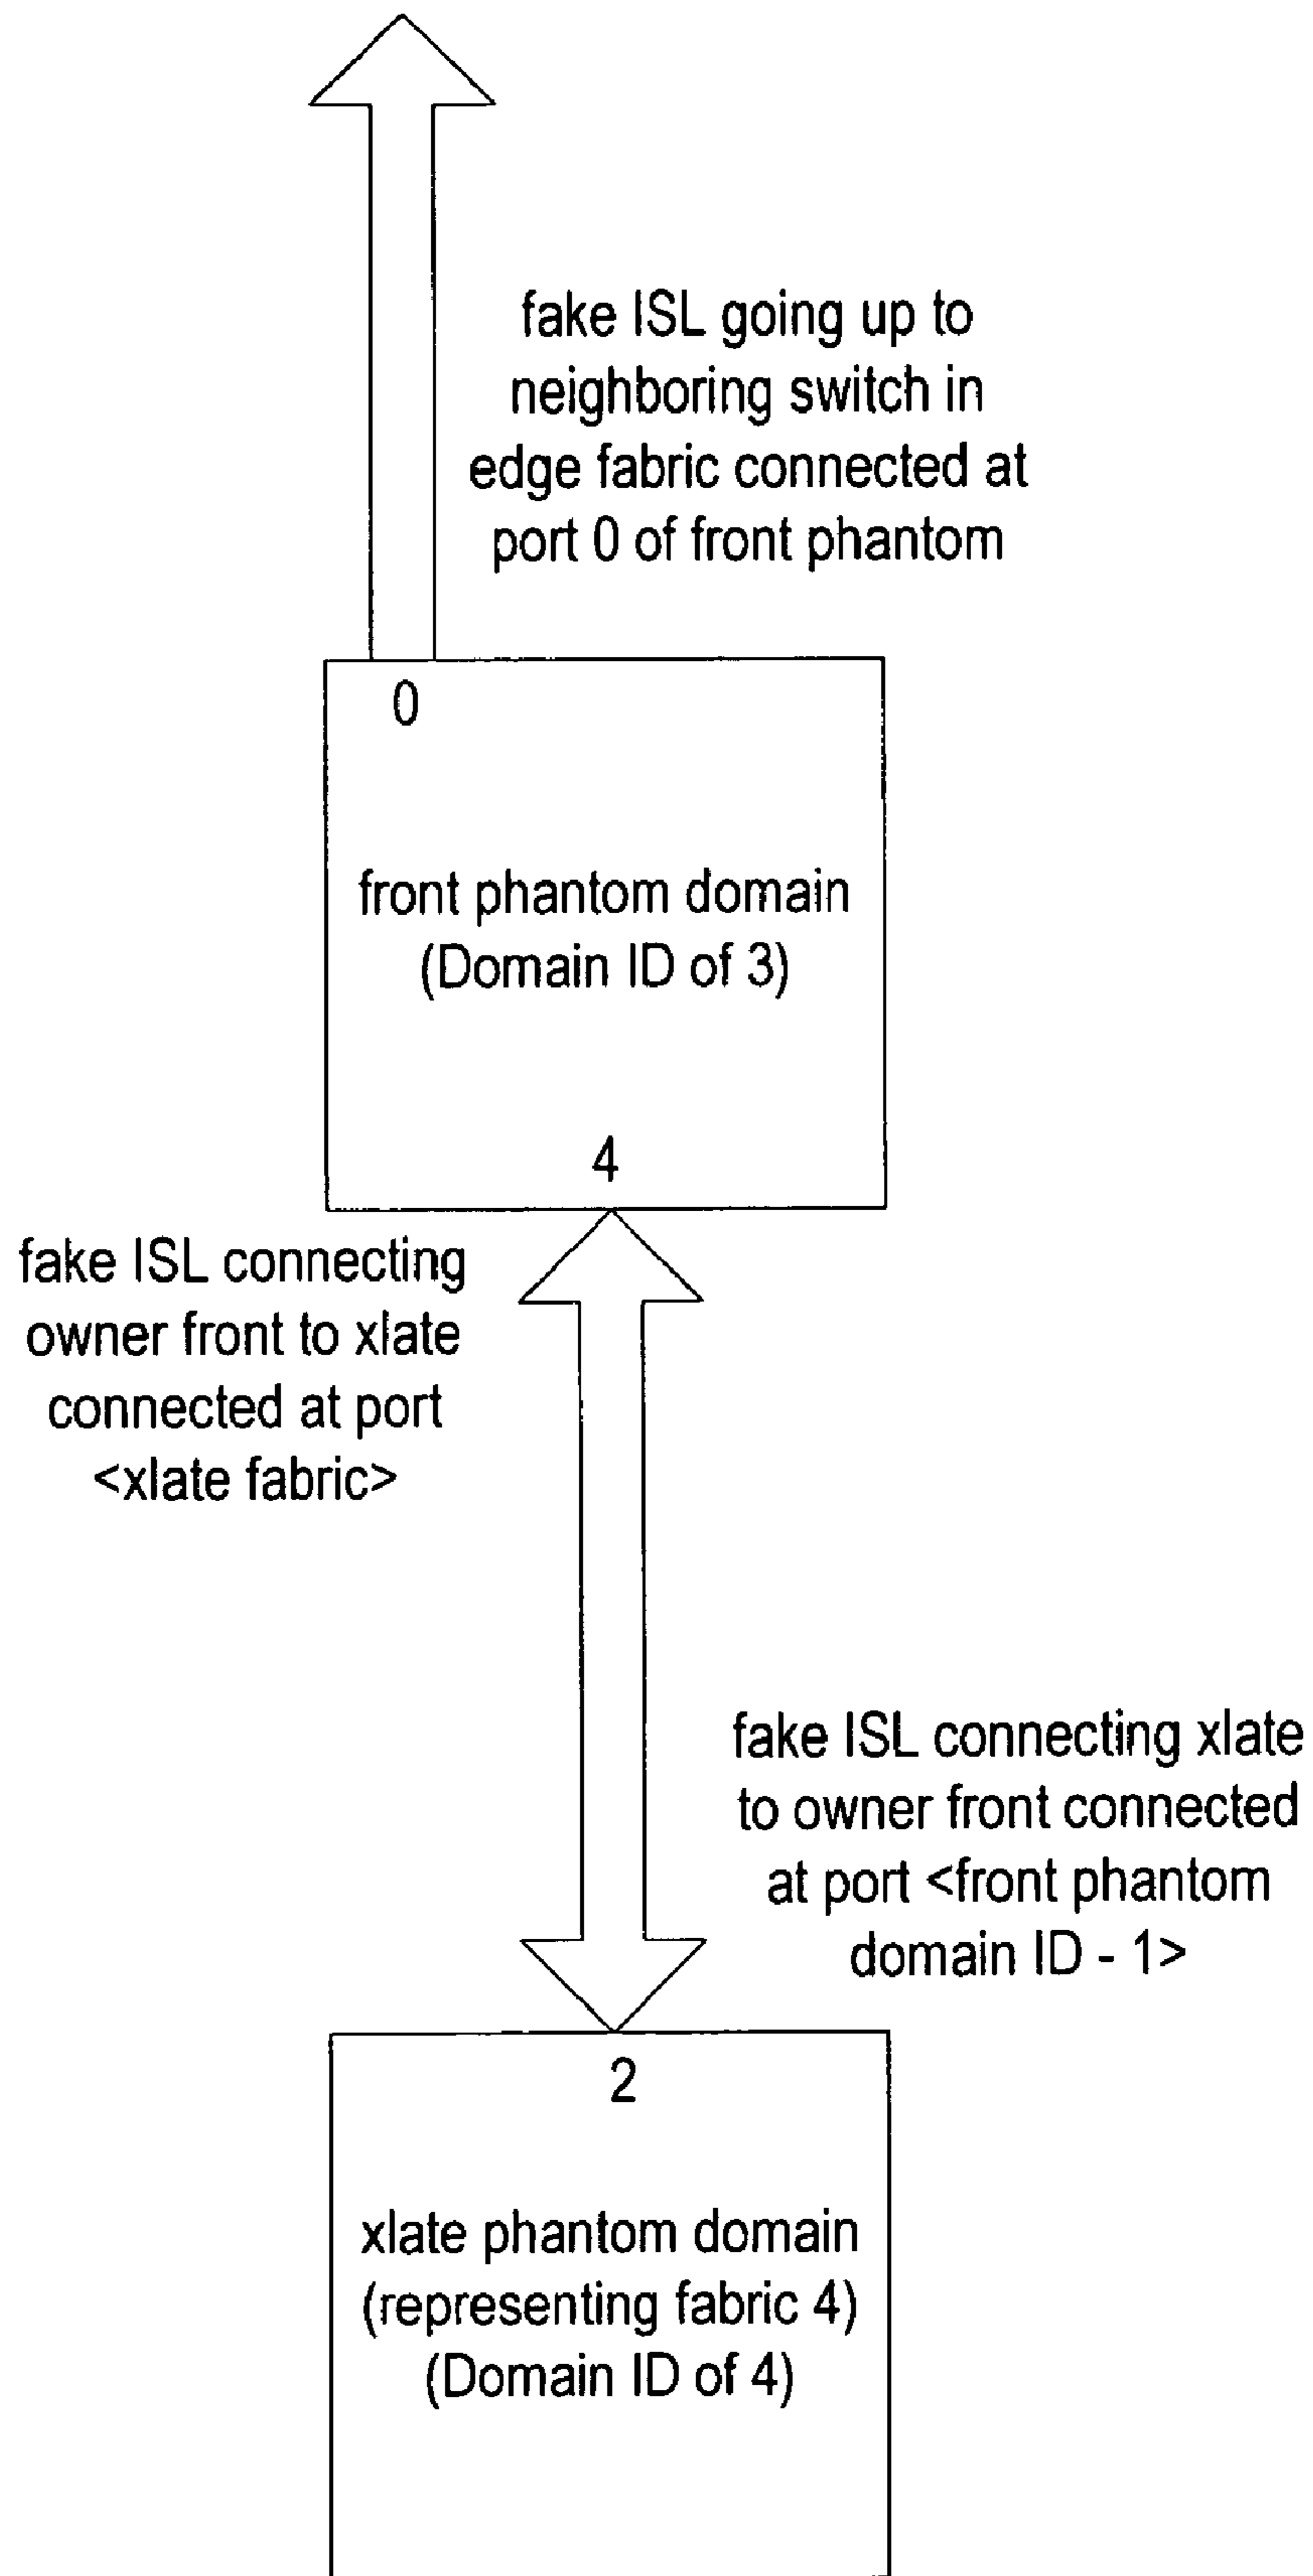 fake ISL going up to
neighboring switch in
edge fabric connected at
port 0 of front phantom
0
front phantom domain
(Domain ID of 3)
4
fake ISL connecting
owner front to xlate
connected at port
<xlate fabric>
fake ISL connecting xlate
to owner front connected
at port <front phantom
domain ID - 1>
2
xlate phantom domain
(representing fabric 4)
(Domain ID of 4)